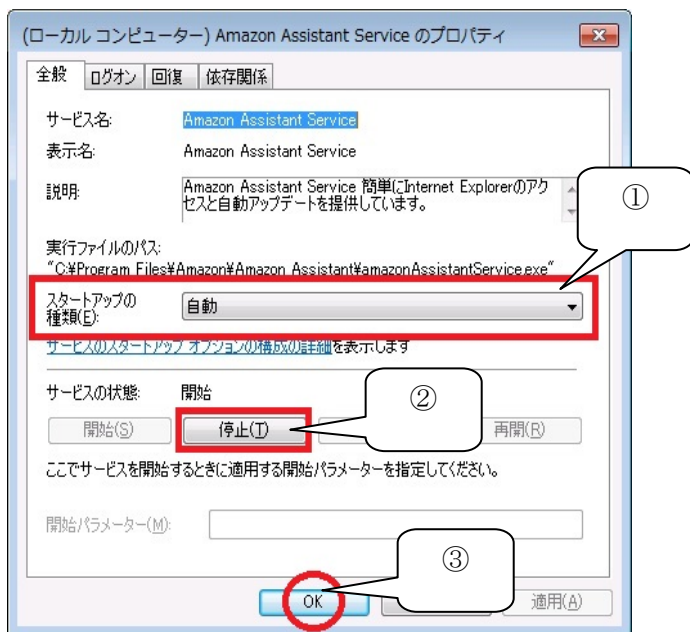 (ローカル コンピューター) Amazon Assistant Service のプロパティ
全般 ログオン 回復 依存関係
サービス名: Amazon Assistant Service
表示名: Amazon Assistant Service
説明: Amazon Assistant Service 簡単にInternet Explorerのアク
セスと自動アップデートを提供しています。
①
実行ファイルのパス:
"C:¥Program Files¥Amazon¥Amazon Assistant¥amazonAssistantService.exe"
スタートアップの
種類(E): 自動
サービスのスタートアップ オプションの構成の詳細を表示します
サービスの状態: 開始
②
開始(S) 停止(T) 再開(R)
ここでサービスを開始するときに適用する開始パラメーターを指定してください。
開始パラメーター(M):
③
OK 適用(A)